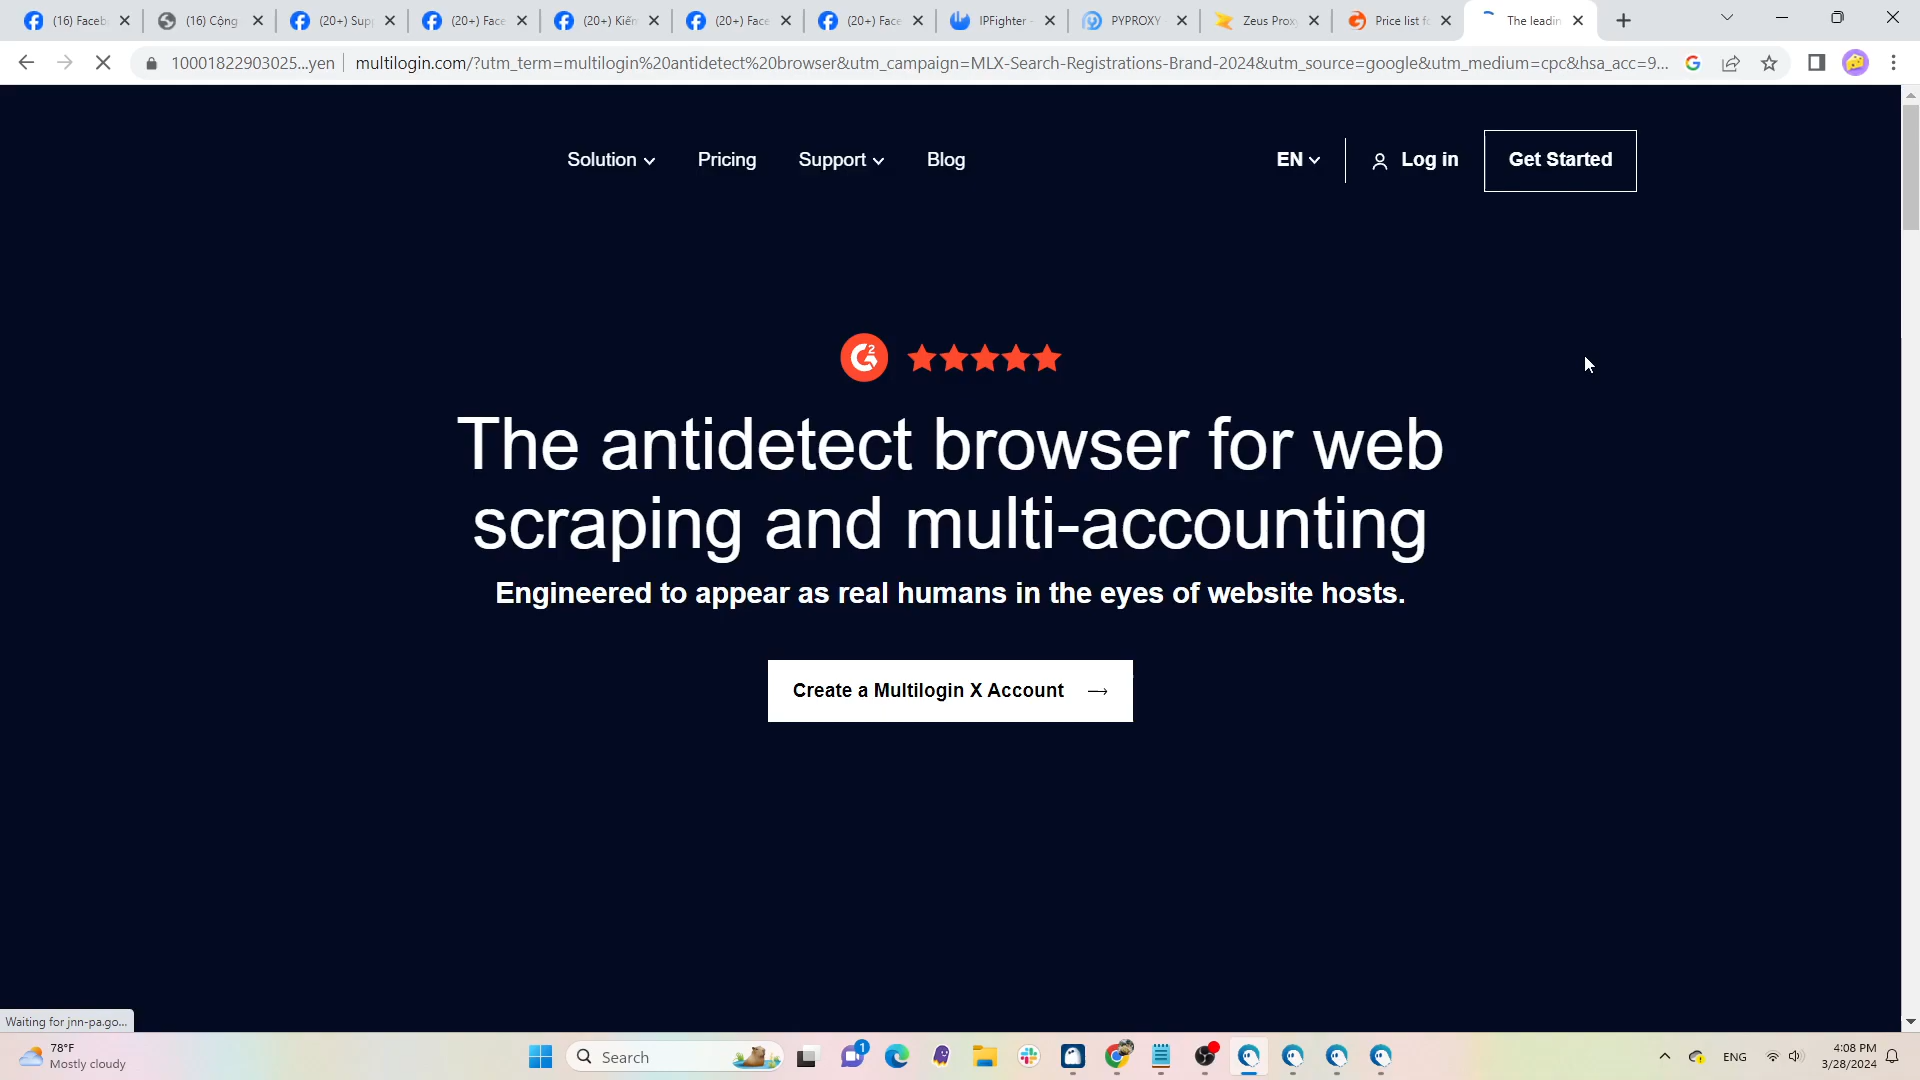 (16) Faceb
(16) Cộng
(20+) Sup
(20+) Face
(20+) Kiến
(20+) Face
(20+) Face
IPFighter -
PYPROXY
Zeus Prox
Price list fo
The leadin
10001822903025...yen
multilogin.com/?utm_term=multilogin%20antidetect%20browser&utm_campaign=MLX-Search-Registrations-Brand-2024&utm_source=google&utm_medium=cpc&hsa_acc=9...
Solution
Pricing
Support
Blog
EN
Log in
Get Started
The antidetect browser for web
scraping and multi-accounting
Engineered to appear as real humans in the eyes of website hosts.
Create a Multilogin X Account →
Waiting for jnn-pa.go...
78°F
Mostly cloudy
Search
1
ENG
4:08 PM
3/28/2024